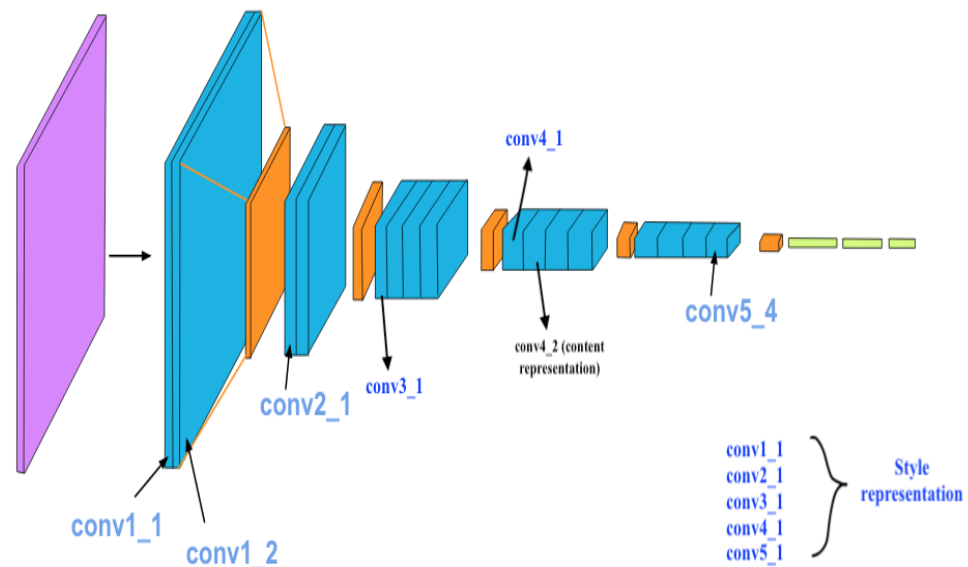 conv4_1
conv5_4
conv4_2 (content
representation)
conv3_1
conv2_1
conv1_1
conv1_2
conv1_1
conv2_1
conv3_1
conv4_1
conv5_1
Style
representation